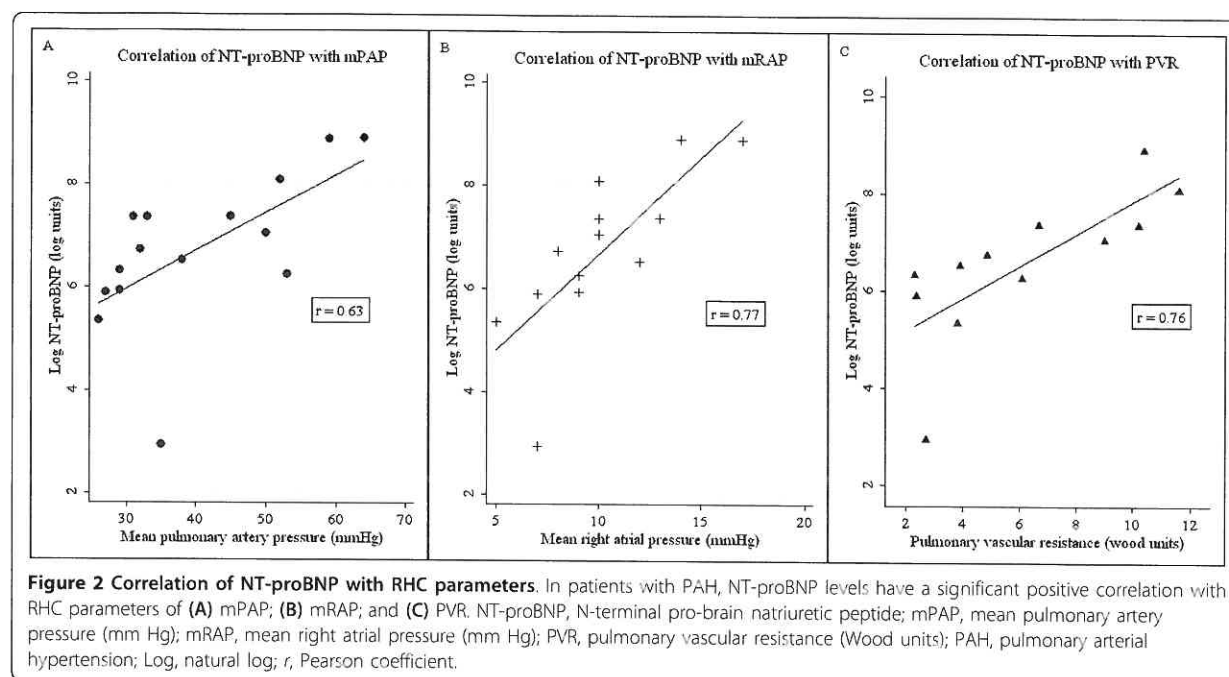 A
Correlation of NT-proBNP with mPAP
Log NT-proBNP (log units)
10
8
6
4
2
r = 0.63
30 40 50 60 70
Mean pulmonary artery pressure (mmHg)
B
Correlation of NT-proBNP with mRAP
Log NT-proBNP (log units)
10
8
6
4
2
r = 0.77
5 10 15 20
Mean right atrial pressure (mmHg)
C
Correlation of NT-proBNP with PVR
Log NT-proBNP (log units)
10
8
6
4
2
r = 0.76
2 4 6 8 10 12
Pulmonary vascular resistance (wood units)
Figure 2 Correlation of NT-proBNP with RHC parameters. In patients with PAH, NT-proBNP levels have a significant positive correlation with
RHC parameters of (A) mPAP; (B) mRAP; and (C) PVR. NT-proBNP, N-terminal pro-brain natriuretic peptide; mPAP, mean pulmonary artery
pressure (mm Hg); mRAP, mean right atrial pressure (mm Hg); PVR, pulmonary vascular resistance (Wood units); PAH, pulmonary arterial
hypertension; Log, natural log; r, Pearson coefficient.